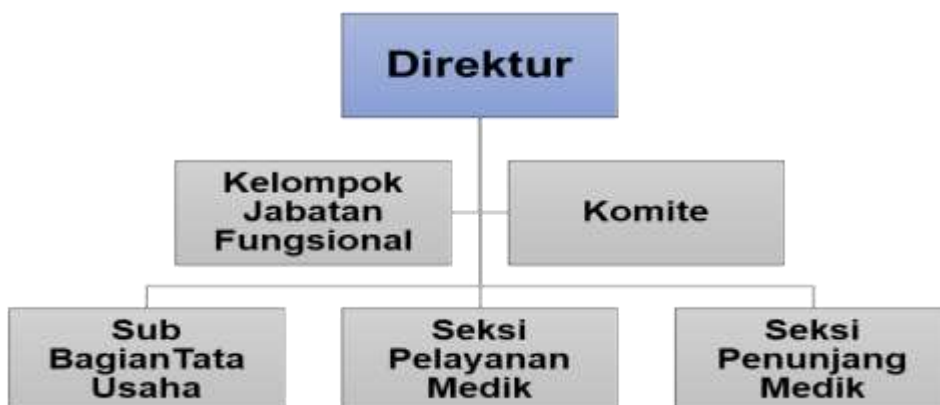 Direktur
Kelompok
Jabatan
Fungsional
Komite
Sub
BagianTata
Usaha
Seksi
Pelayanan
Medik
Seksi
Penunjang
Medik